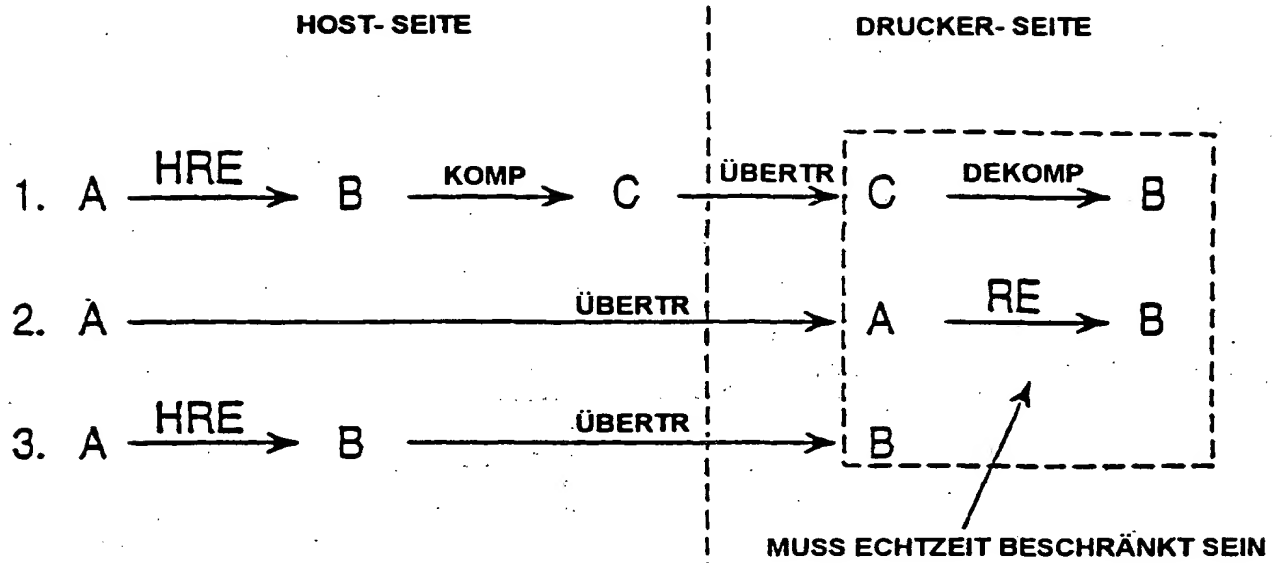 HOST- SEITE DRUCKER- SEITE
1. A HRE B KOMP C ÜBERTR C DEKOMP B
2. A ÜBERTR A RE B
3. A HRE B ÜBERTR B
MUSS ECHTZEIT BESCHRÄNKT SEIN